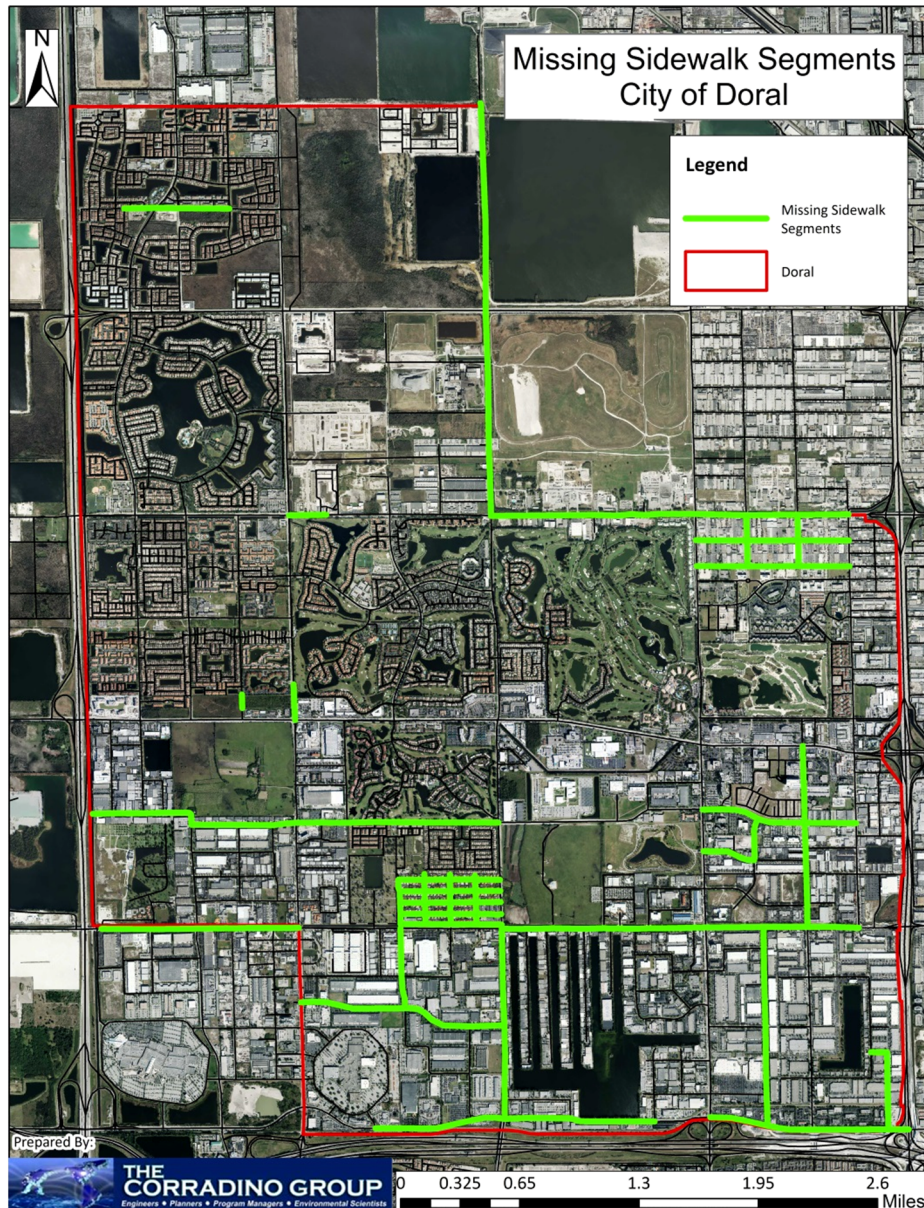 N
Missing Sidewalk Segments
City of Doral
Legend
Missing Sidewalk
Segments
Doral
Prepared By:
THE
CORRADINO GROUP
Engineers • Planners • Program Managers • Environmental Scientists
0 0.325 0.65 1.3 1.95 2.6
Miles